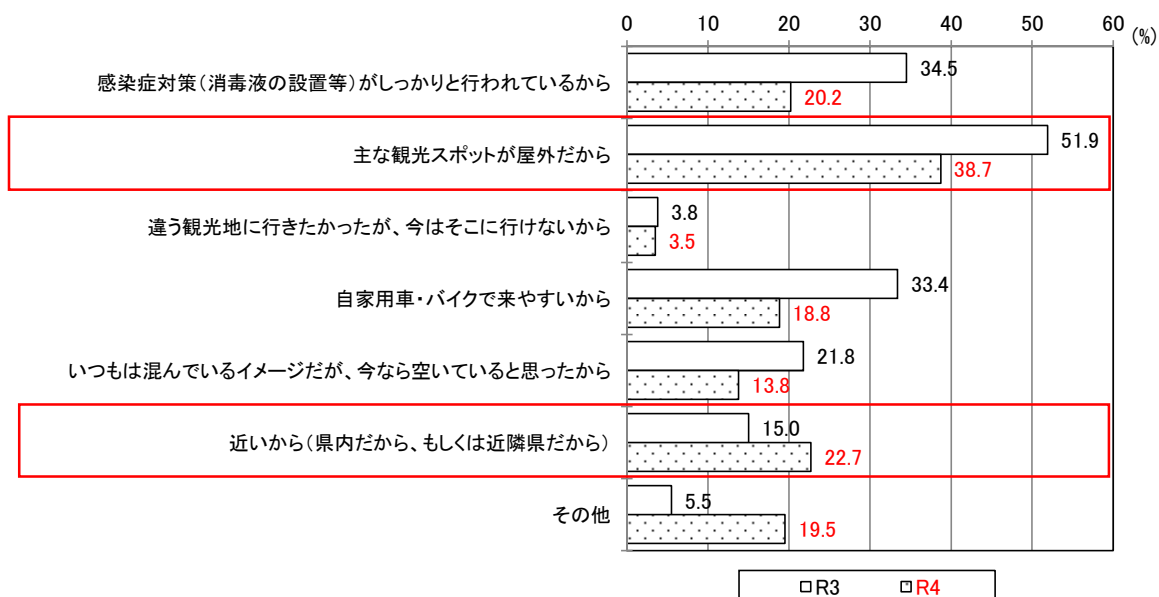 0 10 20 30 40 50 60
(%)
感染症対策(消毒液の設置等)がしっかりと行われているから
34.5
20.2
主な観光スポットが屋外だから
51.9
38.7
違う観光地に行きたかったが、今はそこに行けないから
3.8
3.5
自家用車・バイクで来やすいから
33.4
18.8
いつもは混んでいるイメージだが、今なら空いていると思ったから
21.8
13.8
近いから(県内だから、もしくは近隣県だから)
15.0
22.7
その他
5.5
19.5
R3 R4